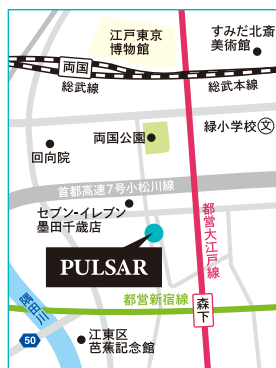 江戸東京
博物館
すみだ北斎
美術館
両国
総武線
総武本線
緑小学校
文
両国公園
回向院
首都高速7号小松川線
セブン-イレブン
墨田千歳店
都営大江戸線
PULSAR
隅田川
都営新宿線
森下
50
江東区
芭蕉記念館